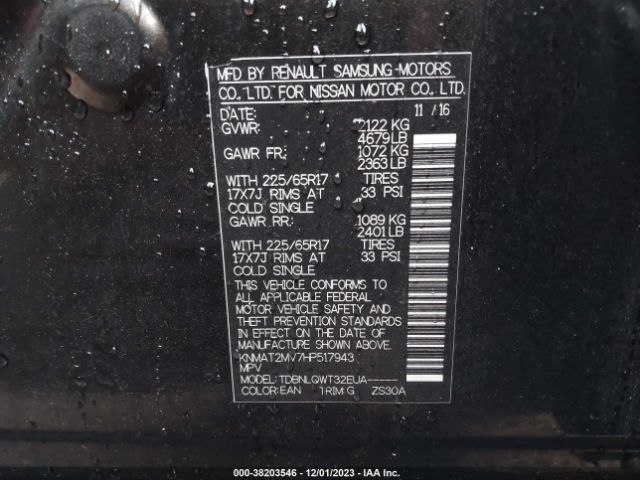 MFD BY RENAULT SAMSUNG MOTORS
CO., LTD. FOR NISSAN MOTOR CO., LTD.
DATE: 11 / 16
GVWR: 2122 KG
4679 LB
GAWR FR: 1072 KG
2363 LB
WITH 225/65R17 TIRES
17X7J RIMS AT 33 PSI
COLD SINGLE
GAWR RR: 1089 KG
2401 LB
WITH 225/65R17 TIRES
17X7J RIMS AT 33 PSI
COLD SINGLE
THIS VEHICLE CONFORMS TO
ALL APPLICABLE FEDERAL
MOTOR VEHICLE SAFETY AND
THEFT PREVENTION STANDARDS
IN EFFECT ON THE DATE OF
MANUFACTURE SHOWN ABOVE.
KNMAT2MV7HP517943
MPV
MODEL: TDBNLQWT32EUA-----
COLOR:EAN TRIM:G ZS30A
000-38203546 - 12/01/2023 - IAA Inc.